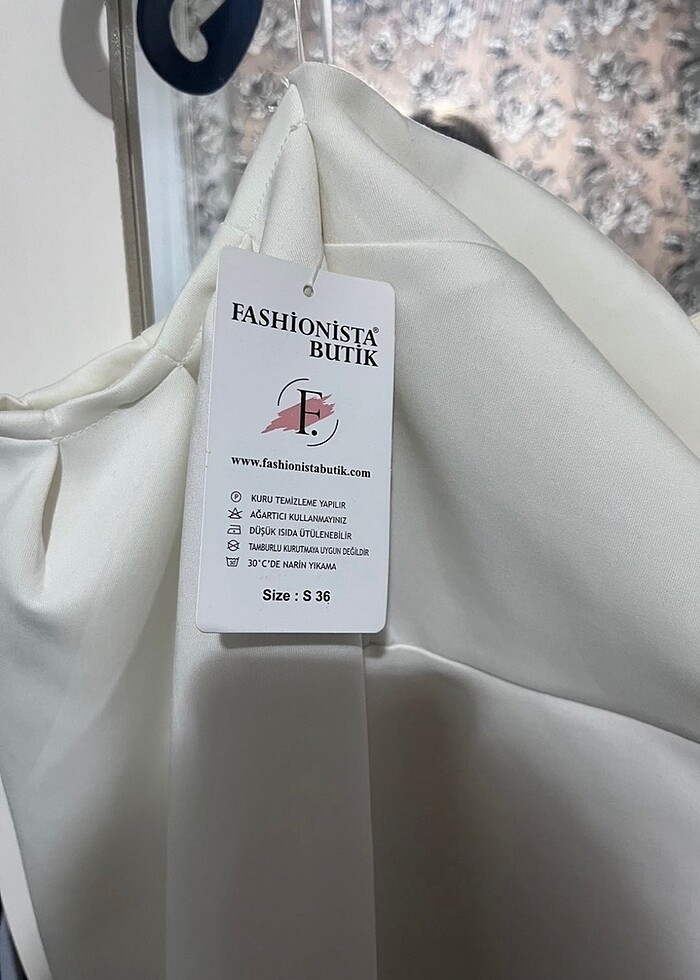 FASHİONİSTA®
BUTİK
F.
www.fashionistabutik.com
P KURU TEMİZLEME YAPILIR
AĞARTICI KULLANMAYINIZ
DÜŞÜK ISIDA ÜTÜLENEBİLİR
TAMBURLU KURUTMAYA UYGUN DEĞİLDİR
30°C'DE NARİN YIKAMA
Size : S 36